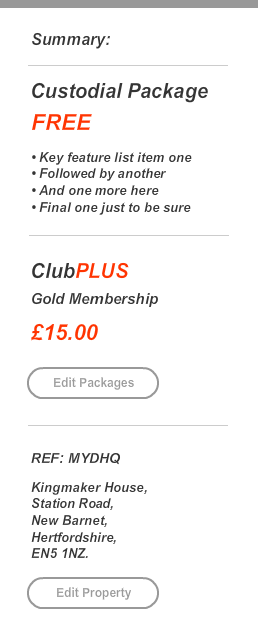 Summary:
Custodial Package
FREE
• Key feature list item one
• Followed by another
• And one more here
• Final one just to be sure
ClubPLUS
Gold Membership
£15.00
Edit Packages
REF: MYDHQ
Kingmaker House,
Station Road,
New Barnet,
Hertfordshire,
EN5 1NZ.
Edit Property